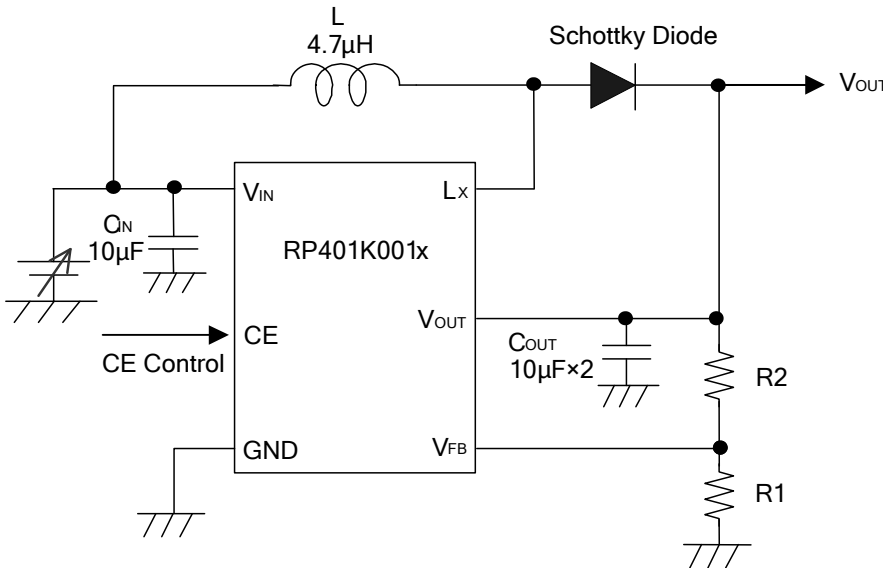 L
4.7µH
Schottky Diode
VOUT
VIN
LX
CIN
10µF
RP401K001x
CE
CE Control
VOUT
COUT
10µF×2
R2
GND
VFB
R1